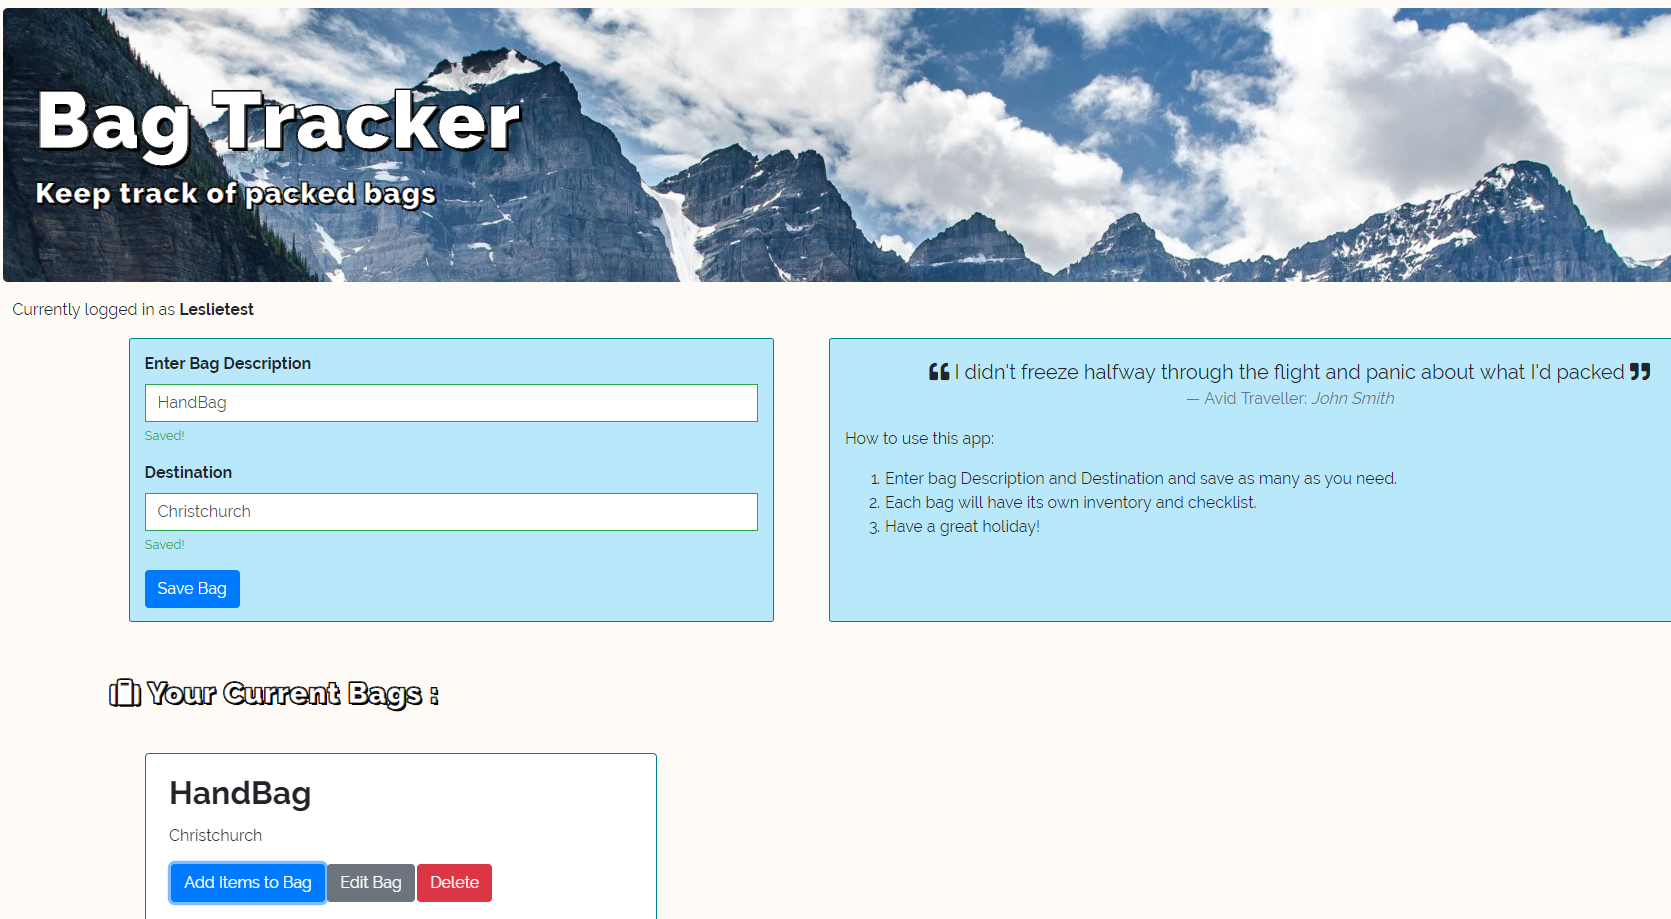 Bag Tracker
Keep track of packed bags
Currently logged in as Leslietest
Enter Bag Description
HandBag
Saved!
Destination
Christchurch
Saved!
Save Bag
❝ I didn't freeze halfway through the flight and panic about what I'd packed ❞
— Avid Traveller: John Smith
How to use this app:
1. Enter bag Description and Destination and save as many as you need.
2. Each bag will have its own inventory and checklist.
3. Have a great holiday!
Your Current Bags :
HandBag
Christchurch
Add Items to Bag Edit Bag Delete